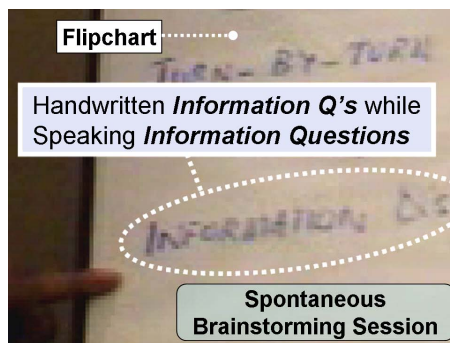 Flipchart
TURN-BY-TURN
Handwritten Information Q's while
Speaking Information Questions
INFORMATION
Spontaneous
Brainstorming Session